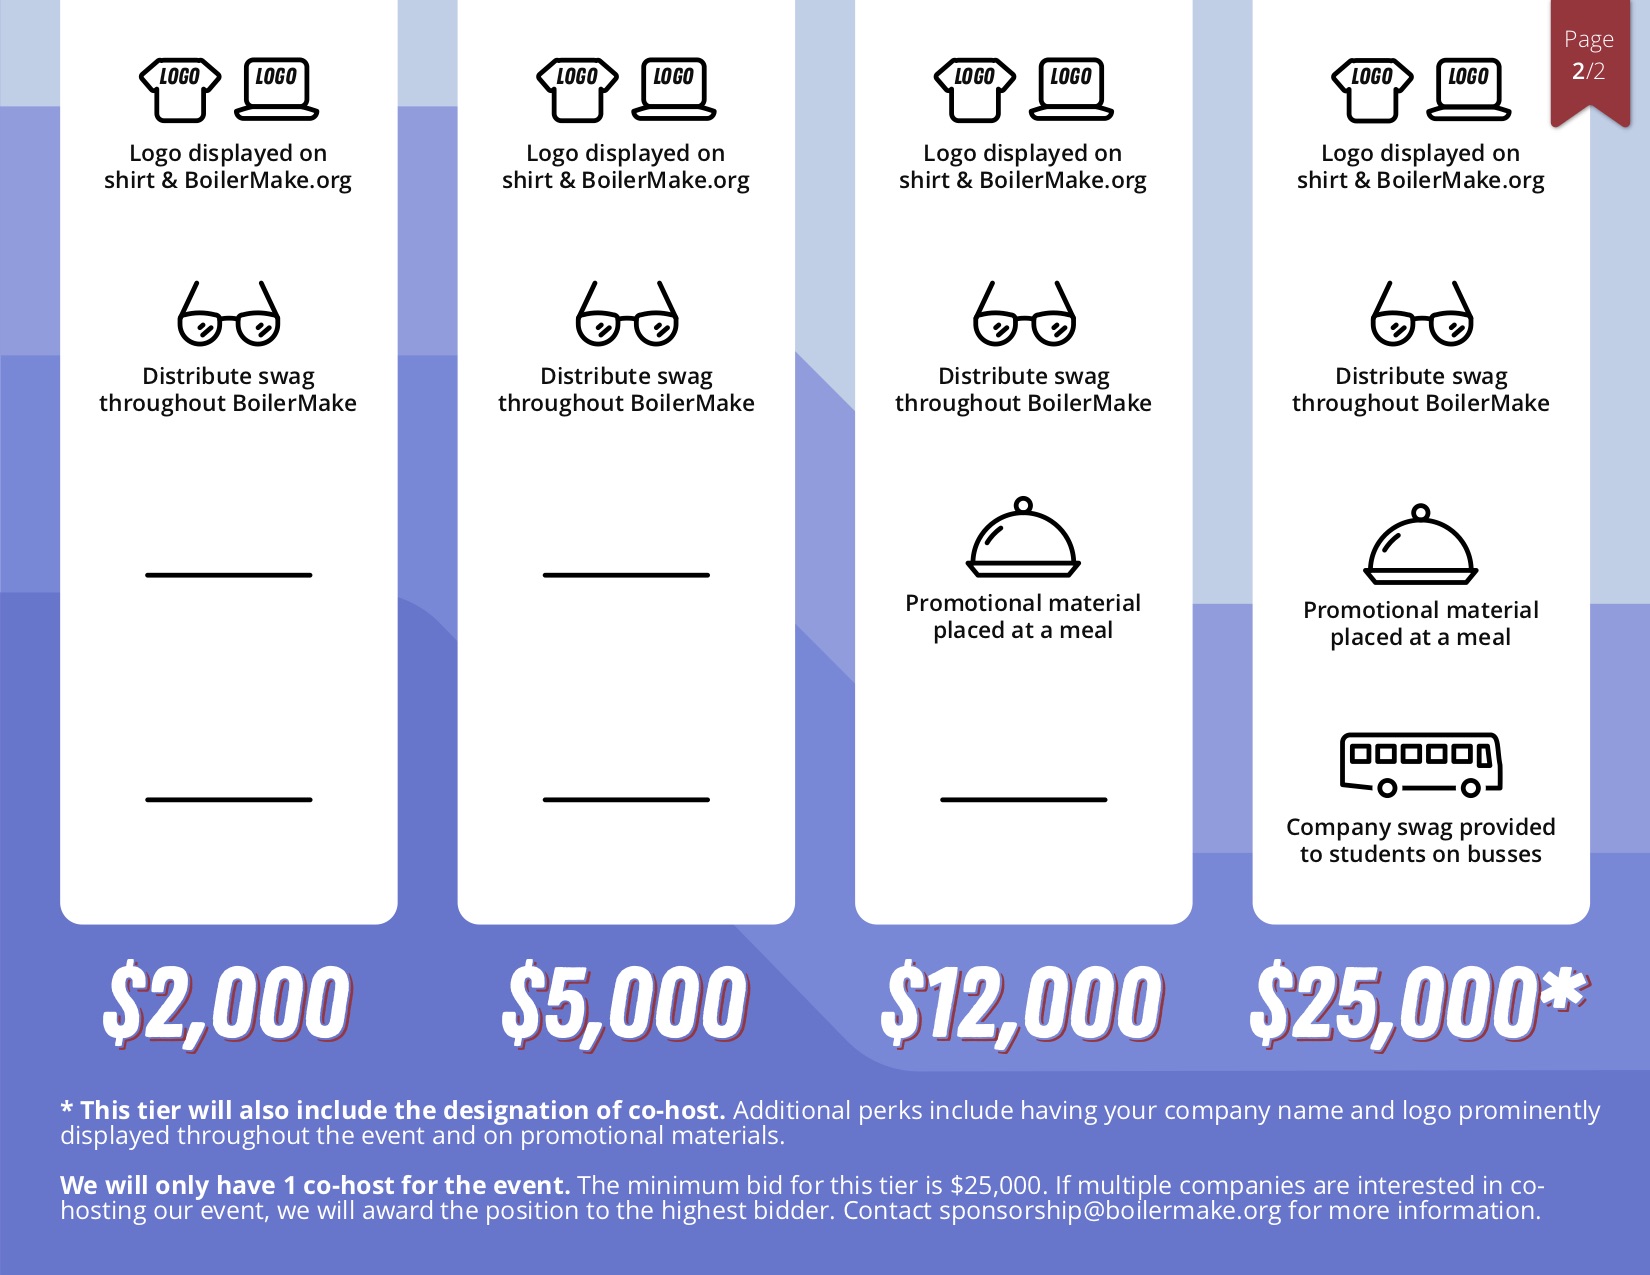 Page
2/2
LOGO LOGO
Logo displayed on
shirt & BoilerMake.org
Distribute swag
throughout BoilerMake
$2,000
LOGO LOGO
Logo displayed on
shirt & BoilerMake.org
Distribute swag
throughout BoilerMake
$5,000
LOGO LOGO
Logo displayed on
shirt & BoilerMake.org
Distribute swag
throughout BoilerMake
Promotional material
placed at a meal
$12,000
LOGO LOGO
Logo displayed on
shirt & BoilerMake.org
Distribute swag
throughout BoilerMake
Promotional material
placed at a meal
Company swag provided
to students on busses
$25,000*
* This tier will also include the designation of co-host. Additional perks include having your company name and logo prominently
displayed throughout the event and on promotional materials.
We will only have 1 co-host for the event. The minimum bid for this tier is $25,000. If multiple companies are interested in co-
hosting our event, we will award the position to the highest bidder. Contact sponsorship@boilermake.org for more information.